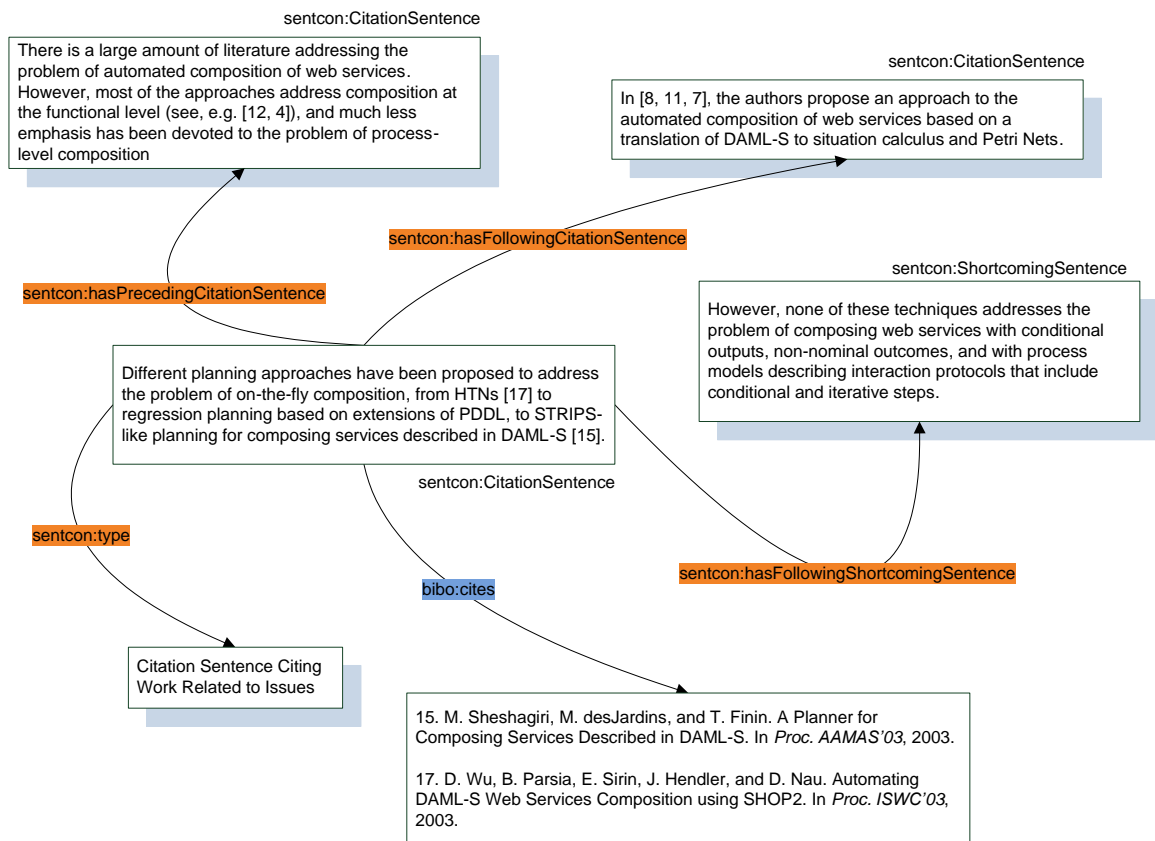 sentcon:CitationSentence
There is a large amount of literature addressing the
problem of automated composition of web services.
However, most of the approaches address composition at
the functional level (see, e.g. [12, 4]), and much less
emphasis has been devoted to the problem of process-
level composition
sentcon:CitationSentence
In [8, 11, 7], the authors propose an approach to the
automated composition of web services based on a
translation of DAML-S to situation calculus and Petri Nets.
sentcon:hasFollowingCitationSentence
sentcon:hasPrecedingCitationSentence
sentcon:ShortcomingSentence
However, none of these techniques addresses the
problem of composing web services with conditional
outputs, non-nominal outcomes, and with process
models describing interaction protocols that include
conditional and iterative steps.
Different planning approaches have been proposed to address
the problem of on-the-fly composition, from HTNs [17] to
regression planning based on extensions of PDDL, to STRIPS-
like planning for composing services described in DAML-S [15].
sentcon:CitationSentence
sentcon:type
bibo:cites
sentcon:hasFollowingShortcomingSentence
Citation Sentence Citing
Work Related to Issues
15. M. Sheshagiri, M. desJardins, and T. Finin. A Planner for
Composing Services Described in DAML-S. In Proc. AAMAS'03, 2003.
17. D. Wu, B. Parsia, E. Sirin, J. Hendler, and D. Nau. Automating
DAML-S Web Services Composition using SHOP2. In Proc. ISWC'03,
2003.